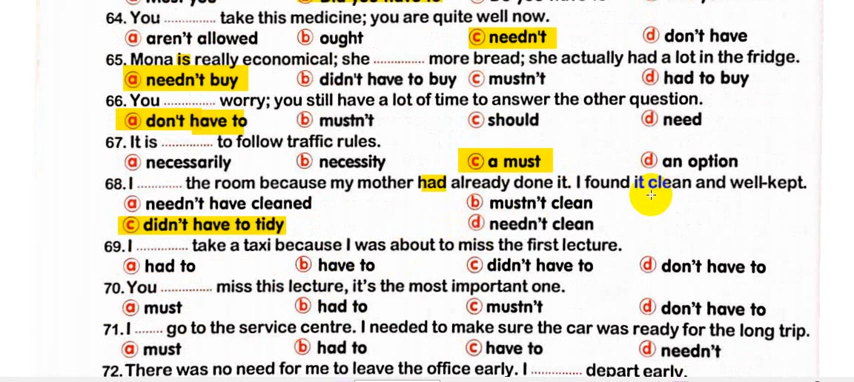 64. You .............. take this medicine; you are quite well now.
ⓐ aren't allowed ⓑ ought ⓒ needn't ⓓ don't have
65. Mona is really economical; she .............. more bread; she actually had a lot in the fridge.
ⓐ needn't buy ⓑ didn't have to buy ⓒ mustn't ⓓ had to buy
66. You .............. worry; you still have a lot of time to answer the other question.
ⓐ don't have to ⓑ mustn't ⓒ should ⓓ need
67. It is .............. to follow traffic rules.
ⓐ necessarily ⓑ necessity ⓒ a must ⓓ an option
68. I ............ the room because my mother had already done it. I found it clean and well-kept.
ⓐ needn't have cleaned ⓑ mustn't clean
ⓒ didn't have to tidy ⓓ needn't clean
69. I .............. take a taxi because I was about to miss the first lecture.
ⓐ had to ⓑ have to ⓒ didn't have to ⓓ don't have to
70. You .............. miss this lecture, it's the most important one.
ⓐ must ⓑ had to ⓒ mustn't ⓓ don't have to
71. I ........ go to the service centre. I needed to make sure the car was ready for the long trip.
ⓐ must ⓑ had to ⓒ have to ⓓ needn't
72. There was no need for me to leave the office early. I .............. depart early.